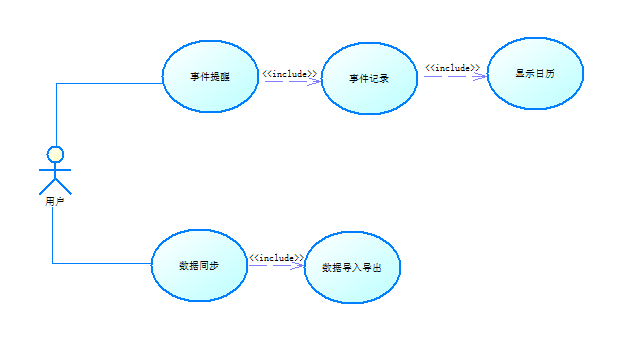 事件提醒
<<include>>
事件记录
<<include>>
显示日历
用户
数据同步
<<include>>
数据导入导出